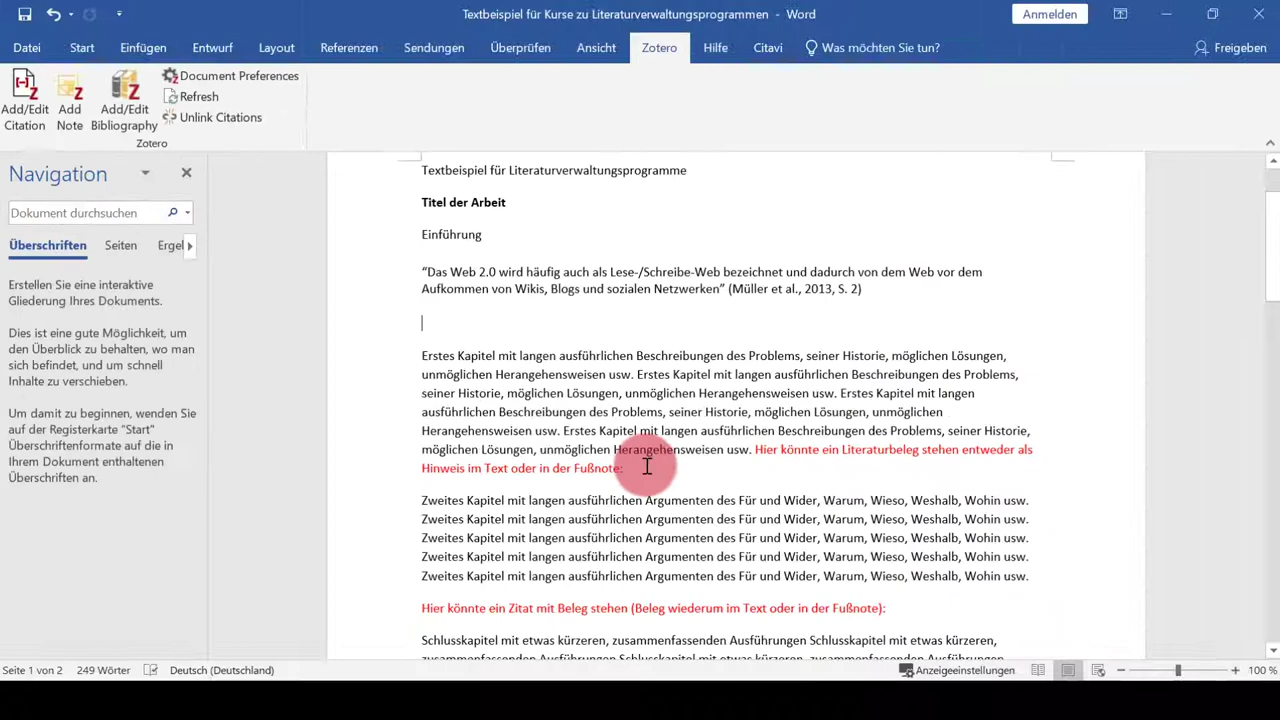 Textbeispiel für Kurse zu Literaturverwaltungsprogrammen - Word
Anmelden
Datei Start Einfügen Entwurf Layout Referenzen Sendungen Überprüfen Ansicht Zotero Hilfe Citavi Was möchten Sie tun? Freigeben
Add/Edit Citation
Add Note
Add/Edit Bibliography
Document Preferences
Refresh
Unlink Citations
Zotero
Navigation
Dokument durchsuchen
Überschriften Seiten Ergel
Erstellen Sie eine interaktive
Gliederung Ihres Dokuments.
Dies ist eine gute Möglichkeit, um
den Überblick zu behalten, wo man
sich befindet, und um schnell
Inhalte zu verschieben.
Um damit zu beginnen, wenden Sie
auf der Registerkarte "Start"
Überschriftenformate auf die in
Ihrem Dokument enthaltenen
Überschriften an.
Textbeispiel für Literaturverwaltungsprogramme
Titel der Arbeit
Einführung
“Das Web 2.0 wird häufig auch als Lese-/Schreibe-Web bezeichnet und dadurch von dem Web vor dem
Aufkommen von Wikis, Blogs und sozialen Netzwerken” (Müller et al., 2013, S. 2)
Erstes Kapitel mit langen ausführlichen Beschreibungen des Problems, seiner Historie, möglichen Lösungen,
unmöglichen Herangehensweisen usw. Erstes Kapitel mit langen ausführlichen Beschreibungen des Problems,
seiner Historie, möglichen Lösungen, unmöglichen Herangehensweisen usw. Erstes Kapitel mit langen
ausführlichen Beschreibungen des Problems, seiner Historie, möglichen Lösungen, unmöglichen
Herangehensweisen usw. Erstes Kapitel mit langen ausführlichen Beschreibungen des Problems, seiner Historie,
möglichen Lösungen, unmöglichen Herangehensweisen usw. Hier könnte ein Literaturbeleg stehen entweder als
Hinweis im Text oder in der Fußnote:
Zweites Kapitel mit langen ausführlichen Argumenten des Für und Wider, Warum, Wieso, Weshalb, Wohin usw.
Zweites Kapitel mit langen ausführlichen Argumenten des Für und Wider, Warum, Wieso, Weshalb, Wohin usw.
Zweites Kapitel mit langen ausführlichen Argumenten des Für und Wider, Warum, Wieso, Weshalb, Wohin usw.
Zweites Kapitel mit langen ausführlichen Argumenten des Für und Wider, Warum, Wieso, Weshalb, Wohin usw.
Zweites Kapitel mit langen ausführlichen Argumenten des Für und Wider, Warum, Wieso, Weshalb, Wohin usw.
Hier könnte ein Zitat mit Beleg stehen (Beleg wiederum im Text oder in der Fußnote):
Schlusskapitel mit etwas kürzeren, zusammenfassenden Ausführungen Schlusskapitel mit etwas kürzeren,
zusammenfassenden Ausführungen Schlusskapitel mit etwas kürzeren, zusammenfassenden Ausführungen
Seite 1 von 2 249 Wörter Deutsch (Deutschland) Anzeigeeinstellungen 100 %